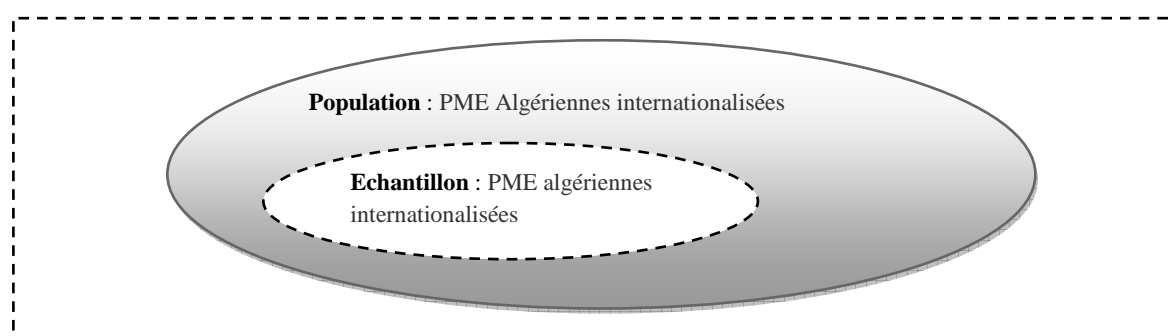 Population : PME Algériennes internationalisées
Echantillon : PME algériennes
internationalisées